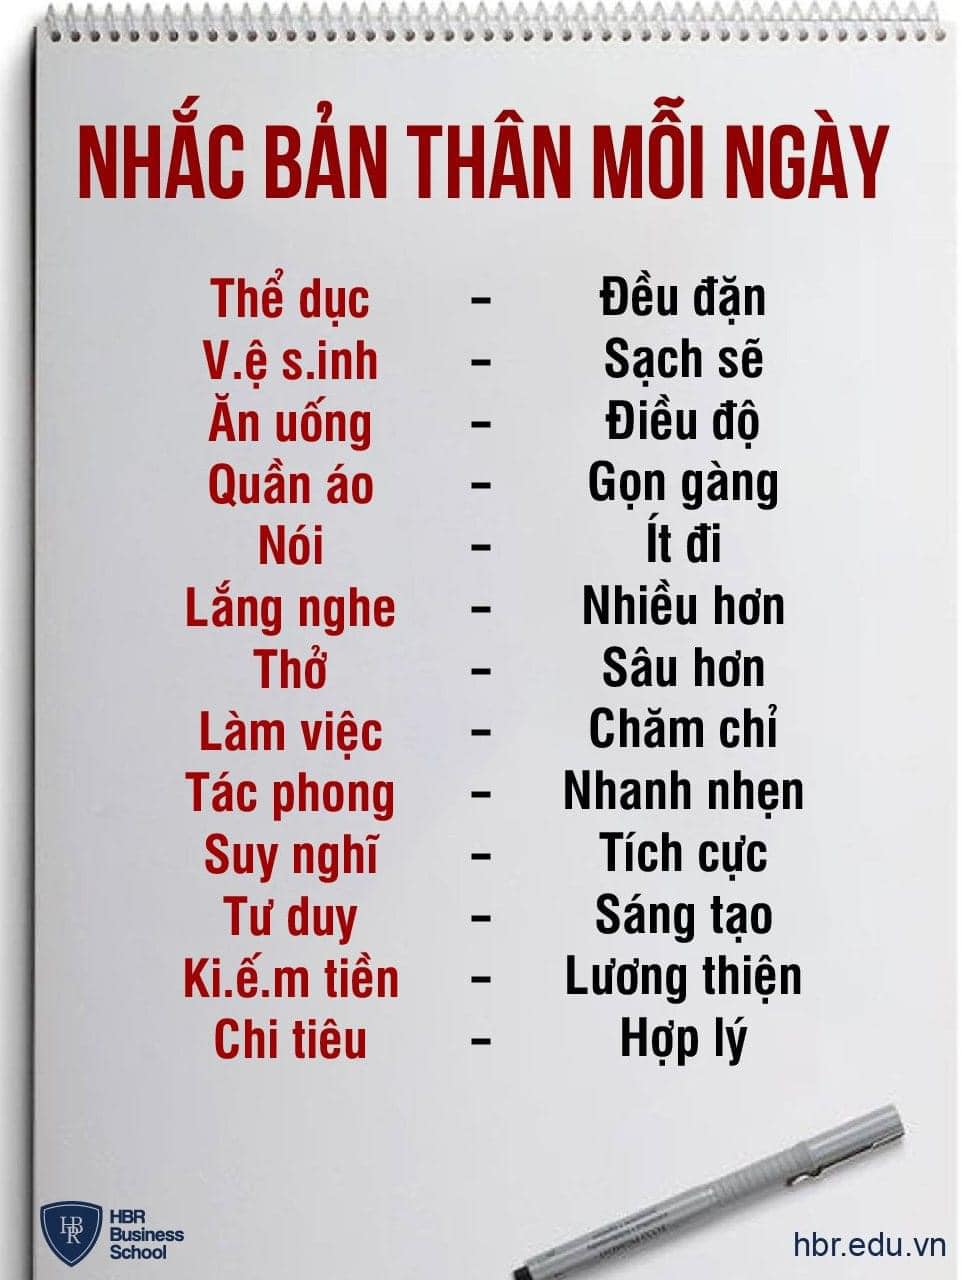 NHẮC BẢN THÂN MỖI NGÀY
Thể dục - Đều đặn
V.ệ s.inh - Sạch sẽ
Ăn uống - Điều độ
Quần áo - Gọn gàng
Nói - Ít đi
Lắng nghe - Nhiều hơn
Thở - Sâu hơn
Làm việc - Chăm chỉ
Tác phong - Nhanh nhẹn
Suy nghĩ - Tích cực
Tư duy - Sáng tạo
Ki.ế.m tiền - Lương thiện
Chi tiêu - Hợp lý
HBR
Business
School
hbr.edu.vn